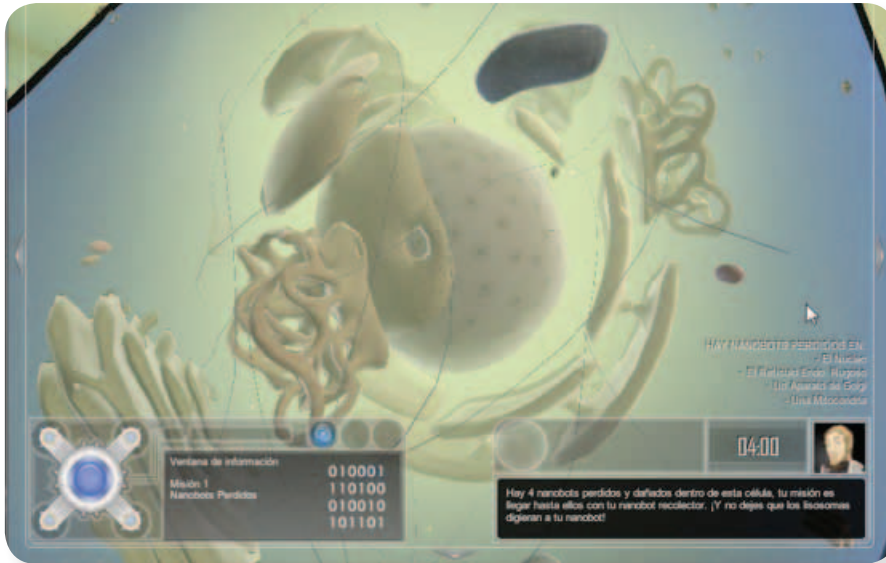 HAY NANOBOTS PERDIDOS EN:
- El Núcleo
- El Retículo Endo. Rugoso
- Un Aparato de Golgi
- Una Mitocondria
Ventana de información
Misión 1
Nanobots Perdidos
010001
110100
010010
101101
04:00
Hay 4 nanobots perdidos y dañados dentro de esta célula, tu misión es
llegar hasta ellos con tu nanobot recolector. ¡Y no dejes que los lisosomas
digieran a tu nanobot!